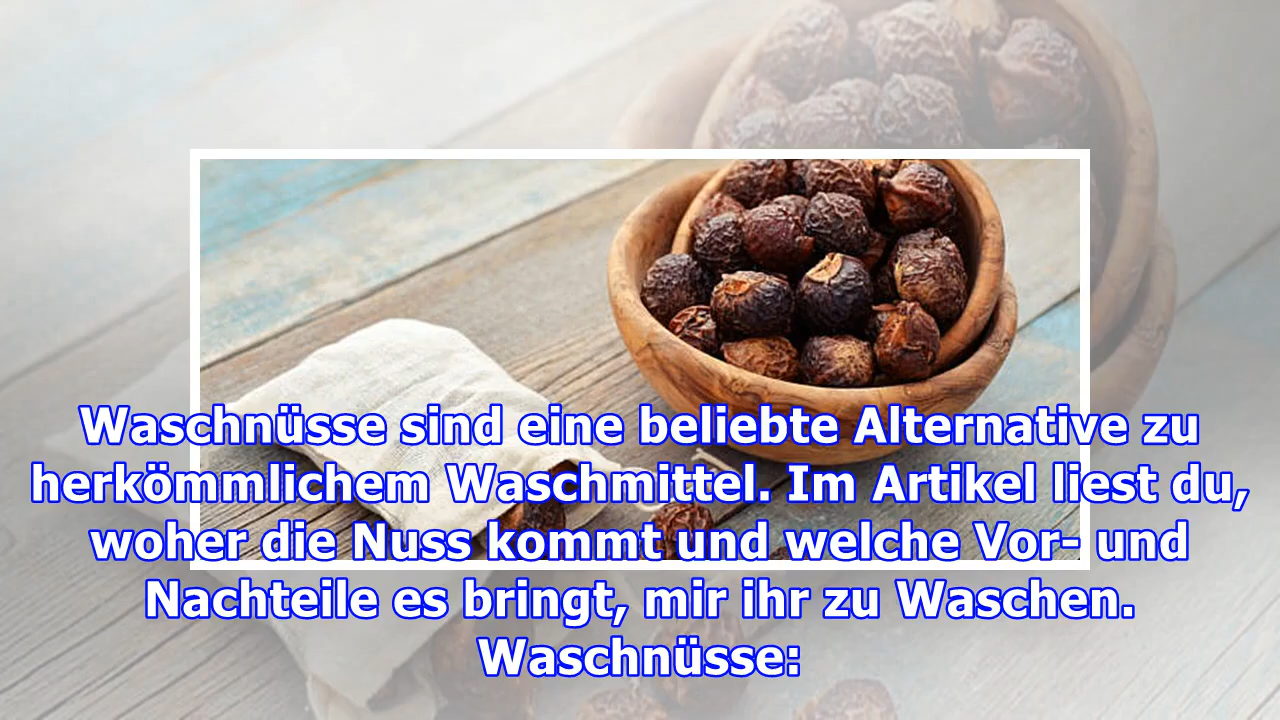 Waschnüsse sind eine beliebte Alternative zu
herkömmlichem Waschmittel. Im Artikel liest du,
woher die Nuss kommt und welche Vor- und
Nachteile es bringt, mir ihr zu Waschen.
Waschnüsse: